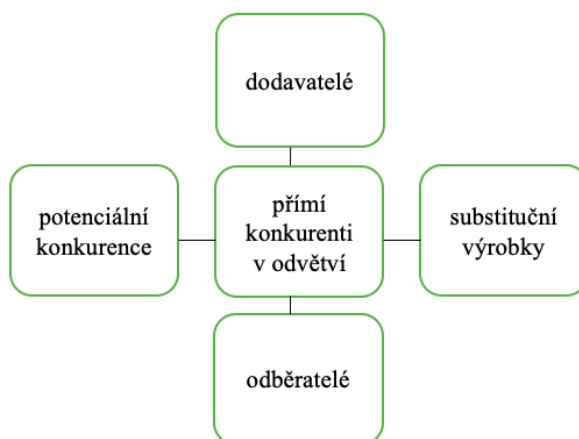 dodavatelé
potenciální
konkurence
přímí
konkurenti
v odvětví
substituční
výrobky
odběratelé